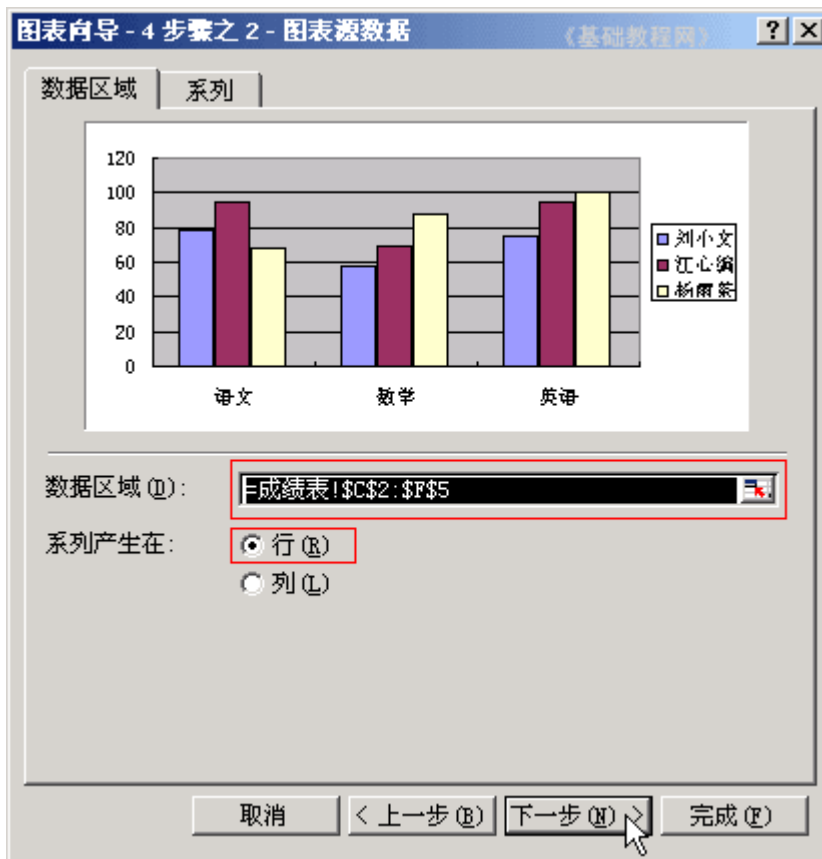 图表向导 - 4 步骤之 2 - 图表源数据
《基础教程网》
数据区域 系列
120
100
80
60
40
20
0
语文 数学 英语
刘小文
江心
杨雨
数据区域(D):
=成绩表!$C$2:$F$5
系列产生在:
行(R)
列(L)
取消 < 上一步(B) 下一步(N) > 完成(F)